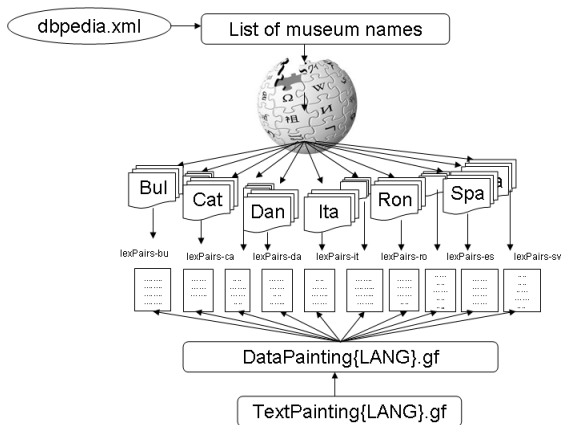 dbpedia.xml
List of museum names
Ω W И 祖
Bul
Cat
Dan
Ita
Ron
Spa
a
lexPairs-bu
lexPairs-ca
lexPairs-da
lexPairs-it
lexPairs-ro
lexPairs-es
lexPairs-sv
DataPainting{LANG}.gf
TextPainting{LANG}.gf